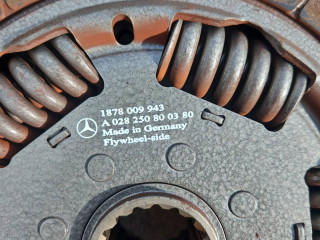 1878 009 943
A 028 250 80 03 80
Made in Germany
Flywheel-side